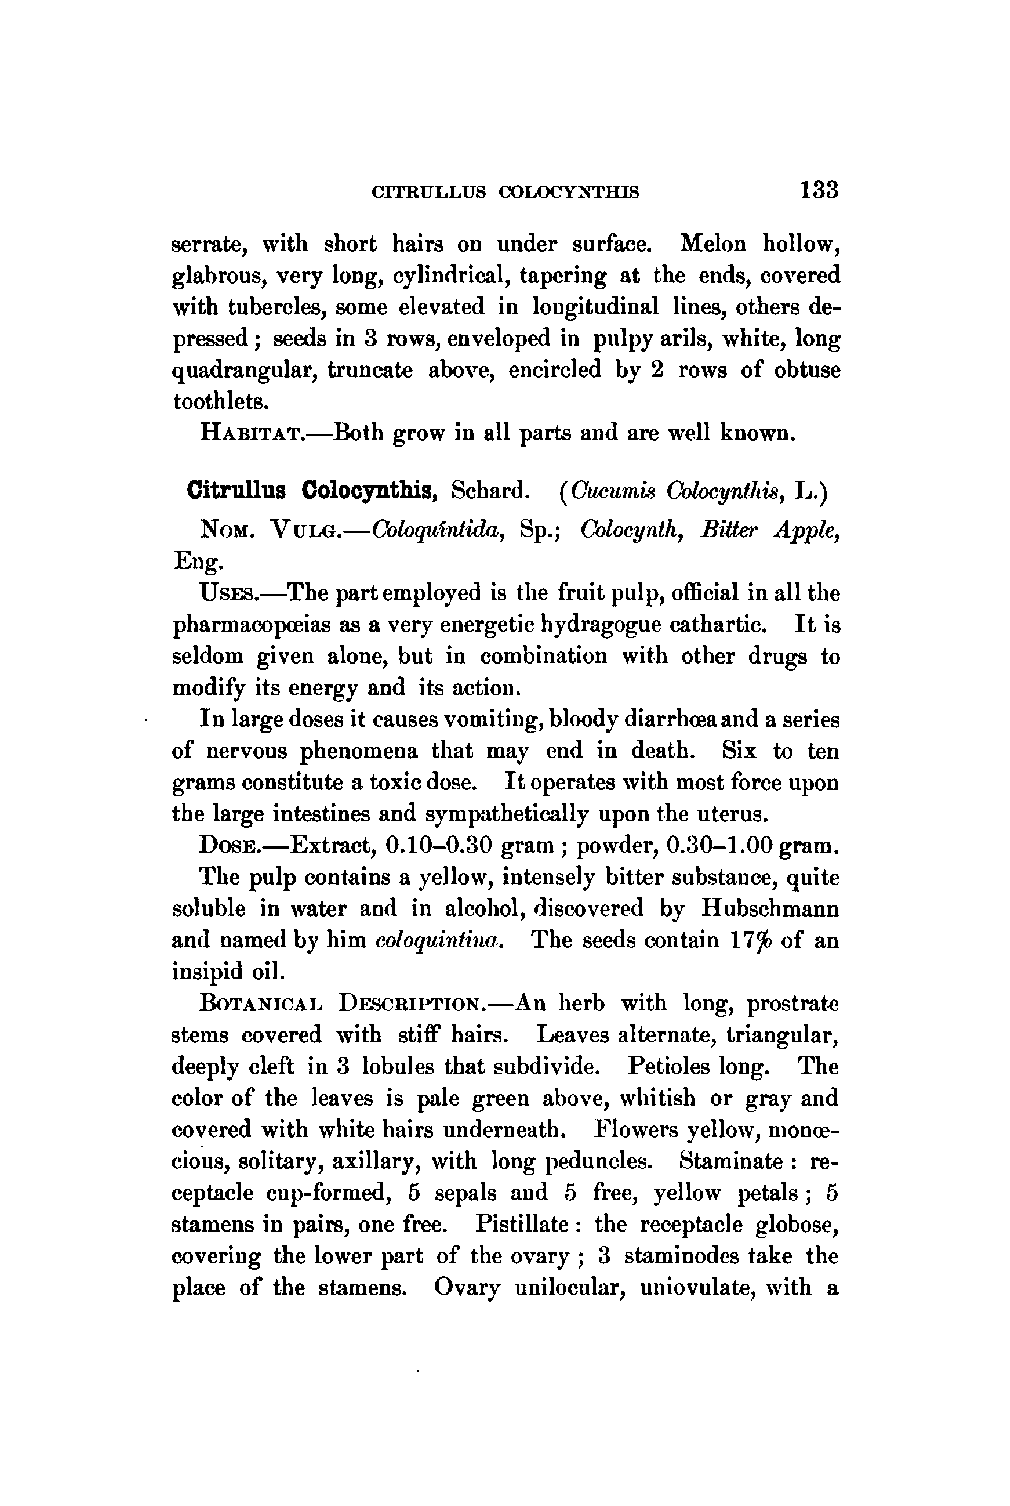 CITRULLUS COLOCYNTHIS 133
serrate, with short hairs on under surface. Melon hollow,
glabrous, very long, cylindrical, tapering at the ends, covered
with tubercles, some elevated in longitudinal lines, others de-
pressed; seeds in 3 rows, enveloped in pulpy arils, white, long
quadrangular, truncate above, encircled by 2 rows of obtuse
toothlets.
HABITAT.—Both grow in all parts and are well known.
Citrullus Colocynthis, Schard. (Cucumis Colocynthis, L.)
NOM. VULG.—Coloquíntida, Sp.; Colocynth, Bitter Apple,
Eng.
USES.—The part employed is the fruit pulp, official in all the
pharmacopœias as a very energetic hydragogue cathartic. It is
seldom given alone, but in combination with other drugs to
modify its energy and its action.
In large doses it causes vomiting, bloody diarrhœa and a series
of nervous phenomena that may end in death. Six to ten
grams constitute a toxic dose. It operates with most force upon
the large intestines and sympathetically upon the uterus.
DOSE.—Extract, 0.10–0.30 gram; powder, 0.30–1.00 gram.
The pulp contains a yellow, intensely bitter substance, quite
soluble in water and in alcohol, discovered by Hubschmann
and named by him coloquintina. The seeds contain 17% of an
insipid oil.
BOTANICAL DESCRIPTION.—An herb with long, prostrate
stems covered with stiff hairs. Leaves alternate, triangular,
deeply cleft in 3 lobules that subdivide. Petioles long. The
color of the leaves is pale green above, whitish or gray and
covered with white hairs underneath. Flowers yellow, monœ-
cious, solitary, axillary, with long peduncles. Staminate: re-
ceptacle cup-formed, 5 sepals and 5 free, yellow petals; 5
stamens in pairs, one free. Pistillate: the receptacle globose,
covering the lower part of the ovary; 3 staminodes take the
place of the stamens. Ovary unilocular, uniovulate, with a